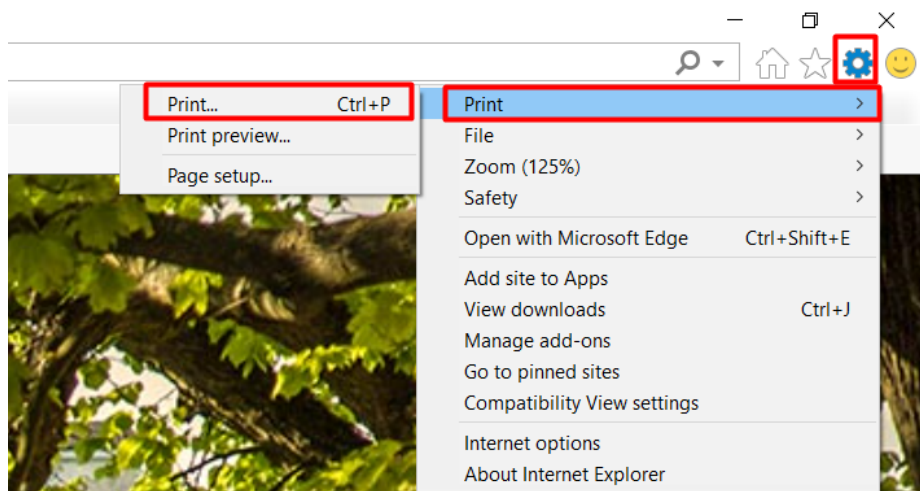 Print... Ctrl+P
Print preview...
Page setup...
Print
File
Zoom (125%)
Safety
Open with Microsoft Edge Ctrl+Shift+E
Add site to Apps
View downloads Ctrl+J
Manage add-ons
Go to pinned sites
Compatibility View settings
Internet options
About Internet Explorer